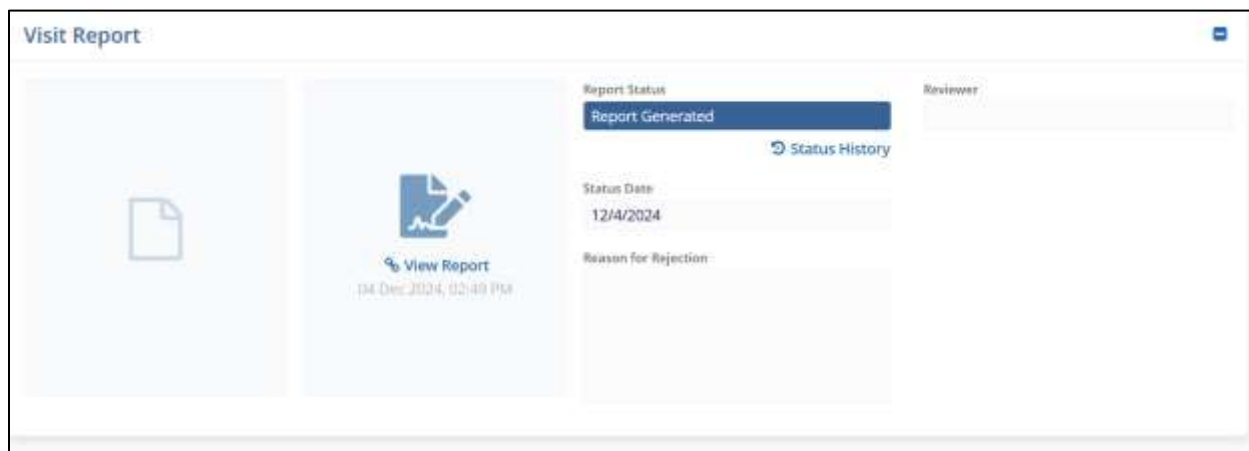 Visit Report
Report Status
Report Generated
Status History
Status Date
12/4/2024
Reason for Rejection
Reviewer
View Report
04 Dec 2024, 02:49 PM